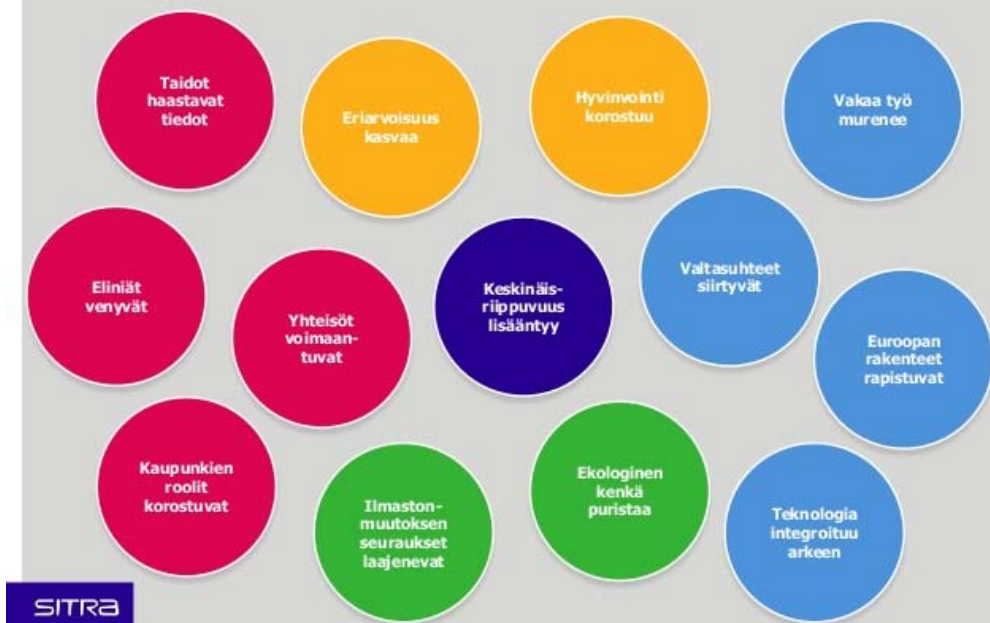 Taidot
haastavat
tiedot
Eriarvoisuus
kasvaa
Hyvinvointi
korostuu
Vakaa työ
murenee
Eliniät
venyvät
Yhteisöt
voimaan-
tuvat
Keskinäis-
riippuvuus
lisääntyy
Valtasuhteet
siirtyvät
Euroopan
rakenteet
rapistuvat
Kaupunkien
roolit
korostuvat
Ilmaston-
muutoksen
seuraukset
laajenevat
Ekologinen
kenkä
puristaa
Teknologia
integroituu
arkeen
SITRA